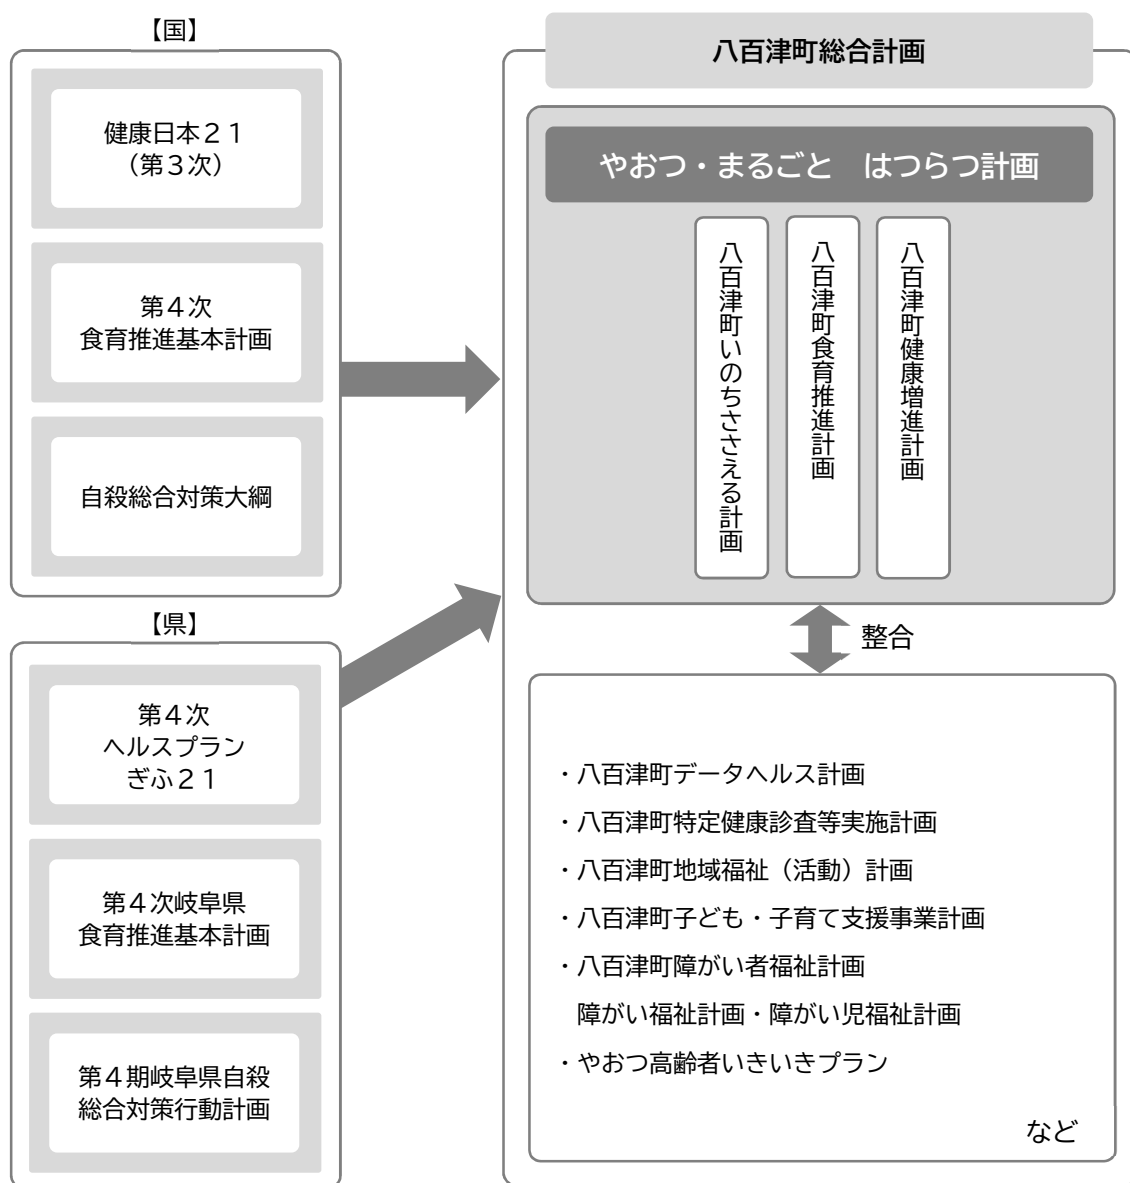 【国】
健康日本２１
（第３次）
第４次
食育推進基本計画
自殺総合対策大綱
【県】
第４次
ヘルスプラン
ぎふ２１
第４次岐阜県
食育推進基本計画
第４期岐阜県自殺
総合対策行動計画
八百津町総合計画
やおつ・まるごと　はつらつ計画
八百津町健康増進計画
八百津町食育推進計画
八百津町いのちささえる計画
整合
・八百津町データヘルス計画
・八百津町特定健康診査等実施計画
・八百津町地域福祉（活動）計画
・八百津町子ども・子育て支援事業計画
・八百津町障がい者福祉計画
障がい福祉計画・障がい児福祉計画
・やおつ高齢者いきいきプラン
など